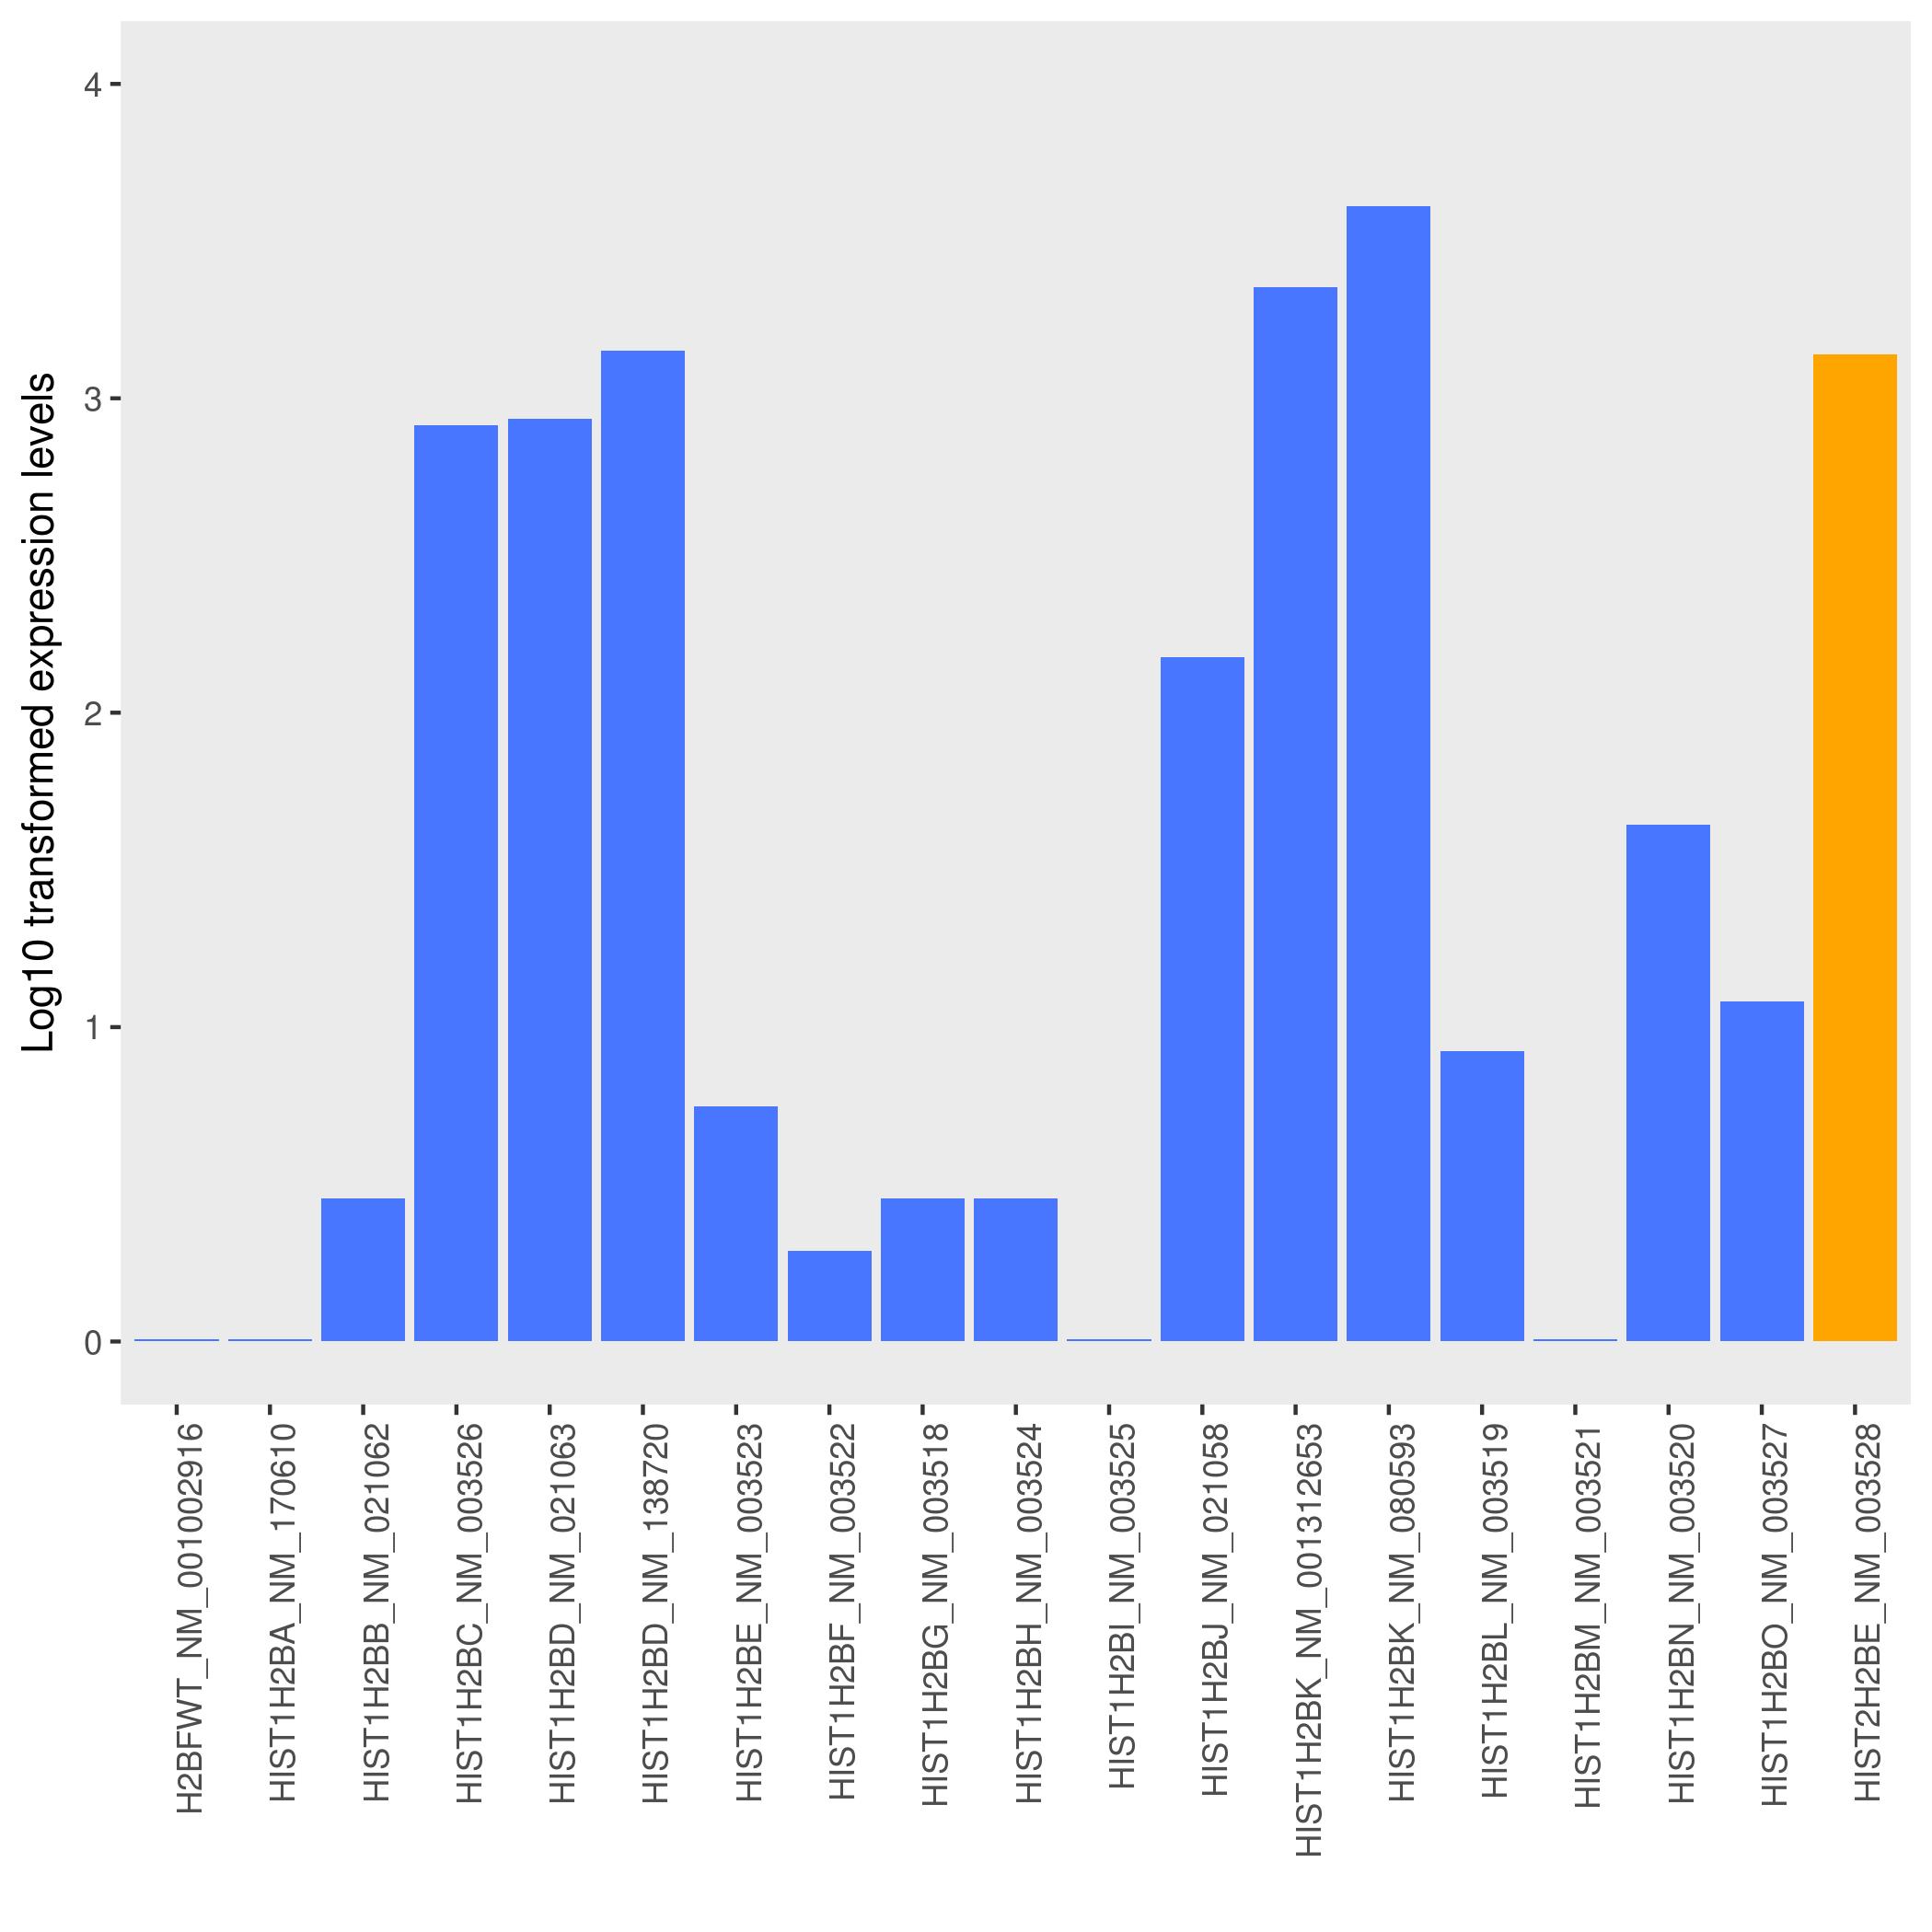 Log10 transformed expression levels
4
3
2
1
0
H2BFWT_NM_001002916
HIST1H2BA_NM_170610
HIST1H2BB_NM_021062
HIST1H2BC_NM_003526
HIST1H2BD_NM_021063
HIST1H2BD_NM_138720
HIST1H2BE_NM_003523
HIST1H2BF_NM_003522
HIST1H2BG_NM_003518
HIST1H2BH_NM_003524
HIST1H2BI_NM_003525
HIST1H2BJ_NM_021058
HIST1H2BK_NM_001312653
HIST1H2BK_NM_080593
HIST1H2BL_NM_003519
HIST1H2BM_NM_003521
HIST1H2BN_NM_003520
HIST1H2BO_NM_003527
HIST2H2BE_NM_003528